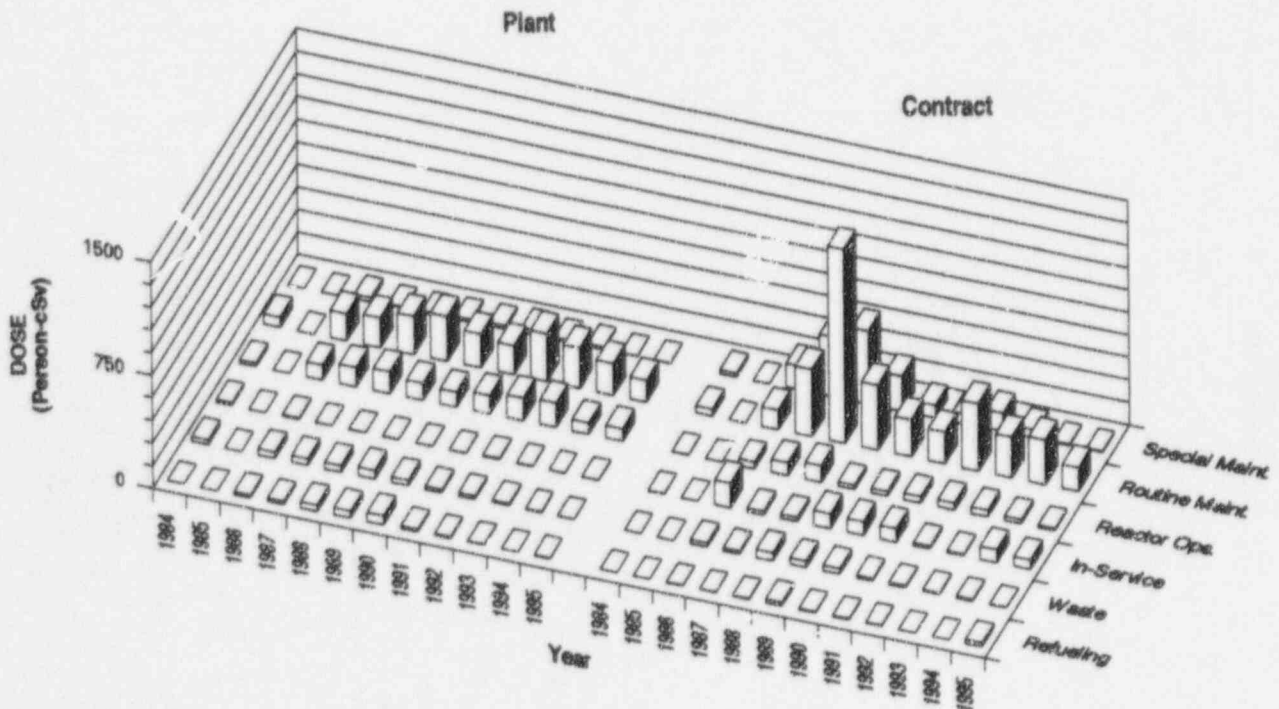 Plant
Contract
1500
750
0
DOSE
(Person-cSv)
1984
1985
1986
1987
1988
1989
1990
1991
1992
1993
1994
1995
1984
1985
1986
1987
1988
1989
1990
1991
1992
1993
1994
1995
Year
Special Maint.
Routine Maint.
Reactor Ops.
In-Service
Waste
Refueling